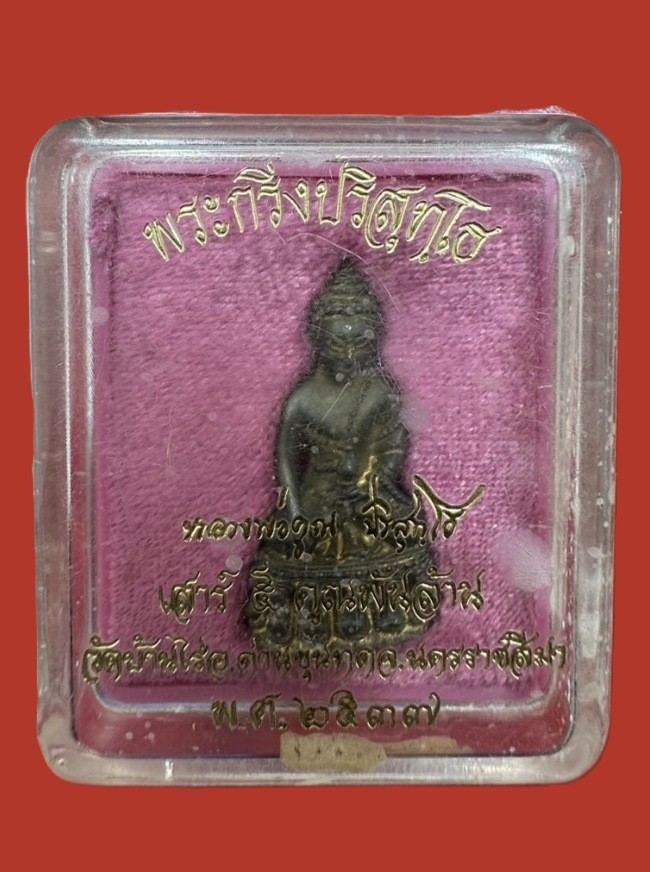 พระกริ่งปริสุทโธ
หลวงพ่อคูณ ปริสุทโธ
เสาร์ ๕ คูณพันล้าน
วัดบ้านไร่ อ.ด่านขุนทด จ.นครราชสีมา
พ.ศ. ๒๕๓๗